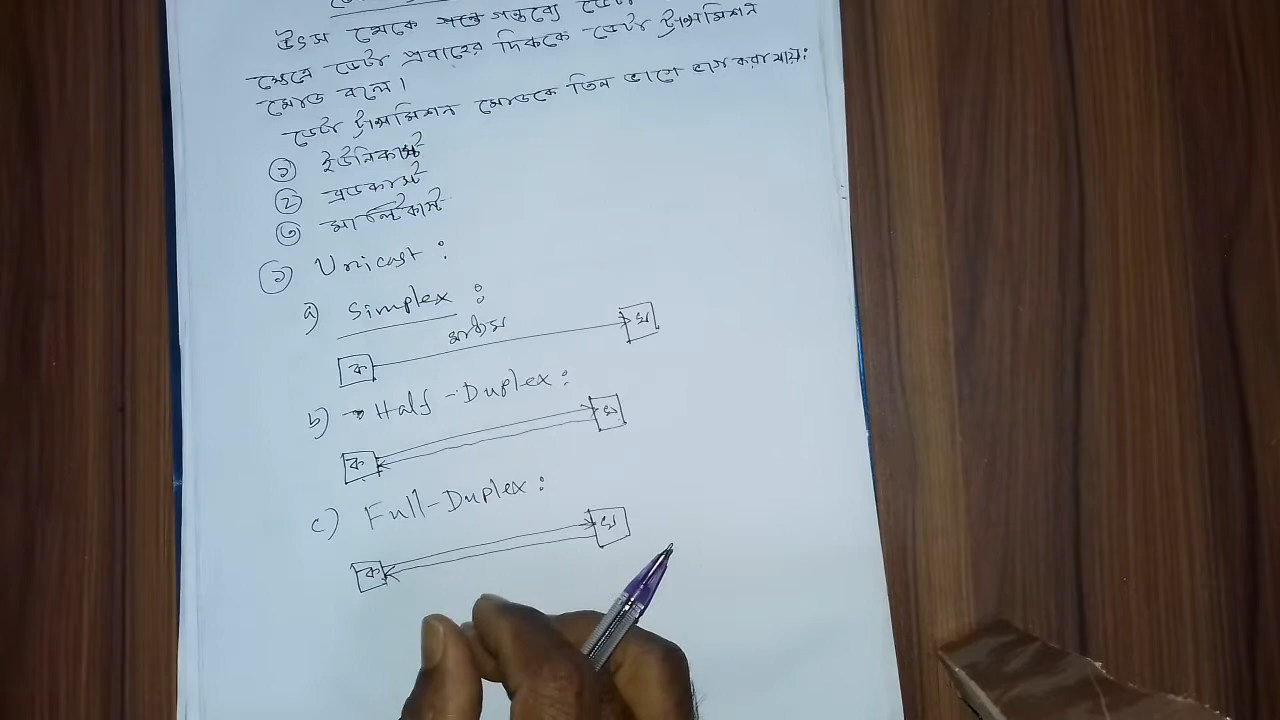 উৎস থেকে গন্তব্যে
ডেটা প্রবাহের দিককে ডেটা ট্রান্সমিশন
মোড বলে।
ডেটা ট্রান্সমিশন মোডকে তিন ভাগে ভাগ করা যায়:
১ ইউনিকাস্ট
২ ব্রডকাস্ট
৩ মাল্টিকাস্ট
১ Unicast :
a) Simplex :
ক খ
b) Half-Duplex :
ক খ
c) Full-Duplex :
ক খ